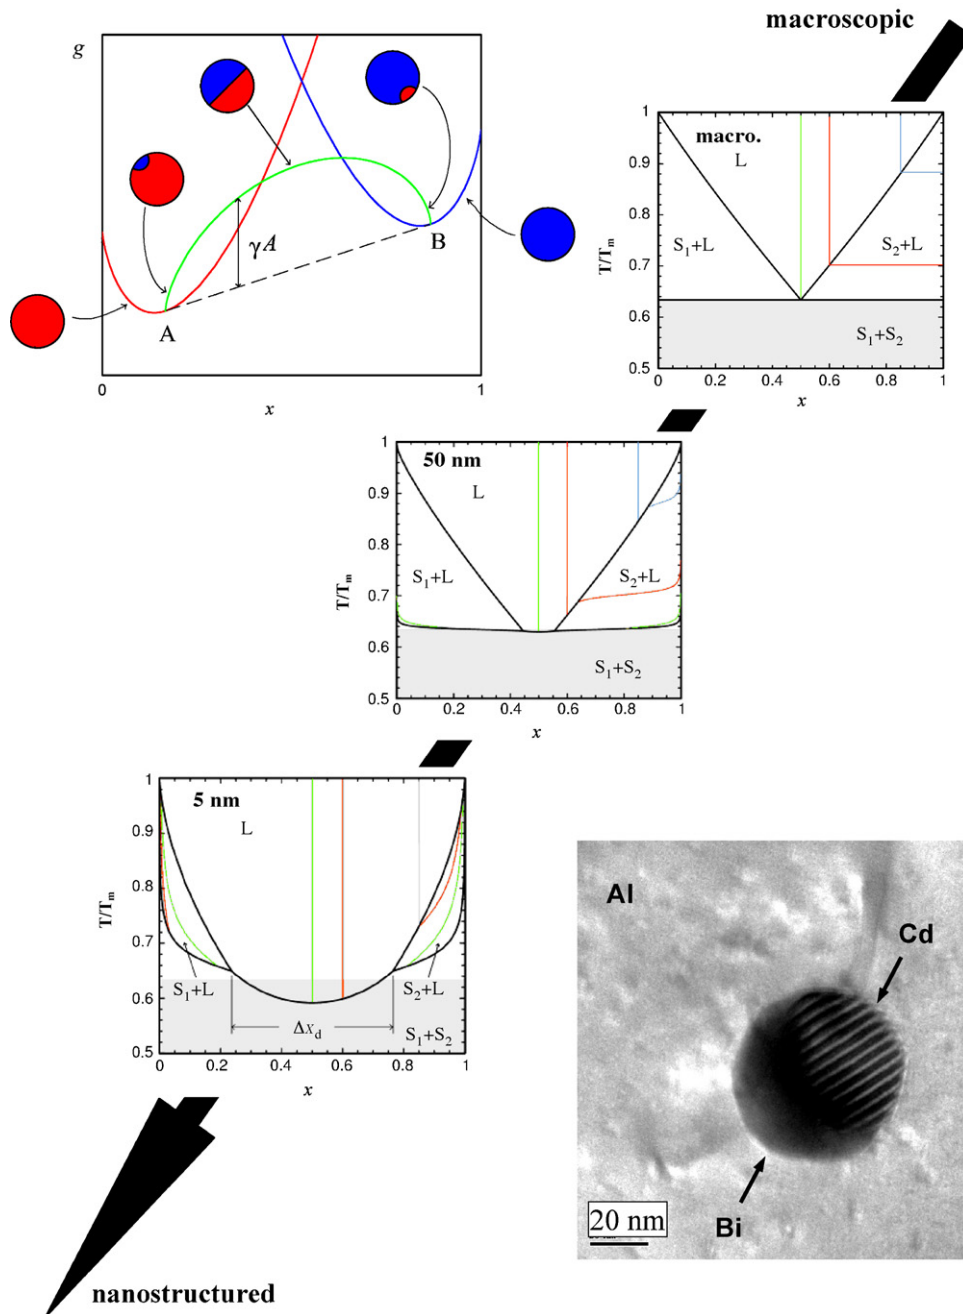 macroscopic
g
γA
A
B
0
1
x
macro.
L
S1+L
S2+L
S1+S2
T/Tm
1
0.9
0.8
0.7
0.6
0.5
0 0.2 0.4 0.6 0.8 1
x
50 nm
L
S1+L
S2+L
S1+S2
T/Tm
1
0.9
0.8
0.7
0.6
0.5
0 0.2 0.4 0.6 0.8 1
x
5 nm
L
S1+L
S2+L
Δxd
S1+S2
T/Tm
1
0.9
0.8
0.7
0.6
0.5
0 0.2 0.4 0.6 0.8 1
x
Al
Cd
Bi
20 nm
nanostructured